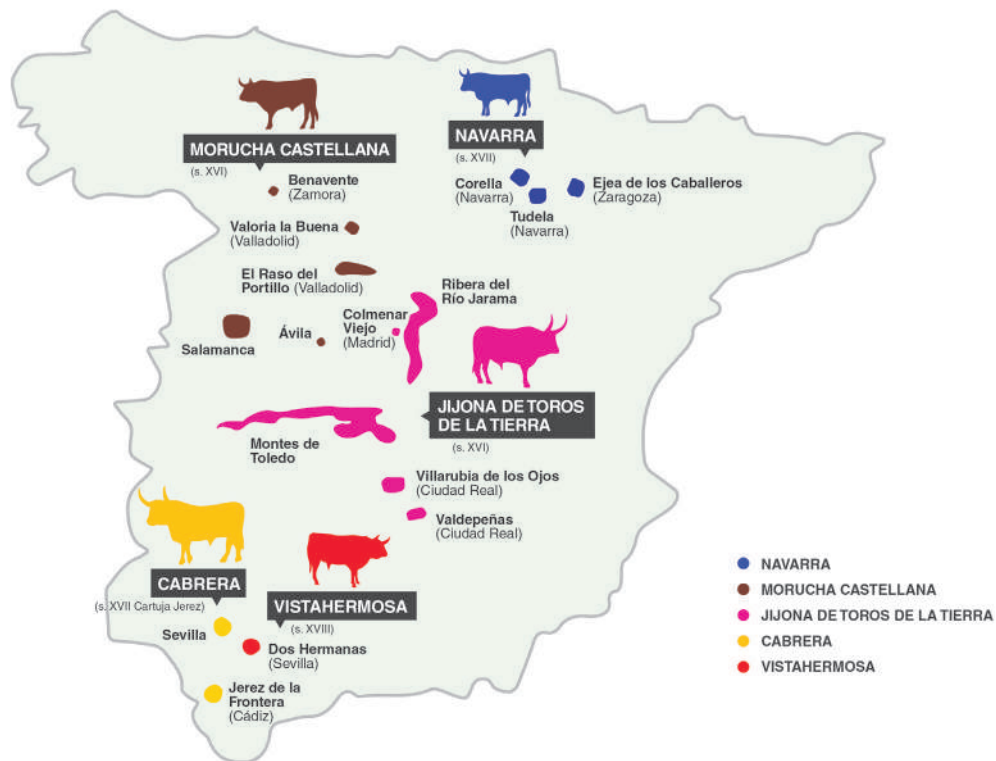 MORUCHA CASTELLANA
(s. XVI)
Benavente
(Zamora)
Valoria la Buena
(Valladolid)
El Raso del
Portillo (Valladolid)
Salamanca
Ávila
NAVARRA
(s. XVII)
Corella
(Navarra)
Tudela
(Navarra)
Ejea de los Caballeros
(Zaragoza)
Ribera del
Río Jarama
Colmenar
Viejo
(Madrid)
JIJONA DE TOROS
DE LA TIERRA
(s. XVI)
Montes de
Toledo
Villarubia de los Ojos
(Ciudad Real)
Valdepeñas
(Ciudad Real)
CABRERA
(s. XVII Cartuja Jerez)
Sevilla
Jerez de la
Frontera
(Cádiz)
VISTAHERMOSA
(s. XVIII)
Dos Hermanas
(Sevilla)
NAVARRA
MORUCHA CASTELLANA
JIJONA DE TOROS DE LA TIERRA
CABRERA
VISTAHERMOSA